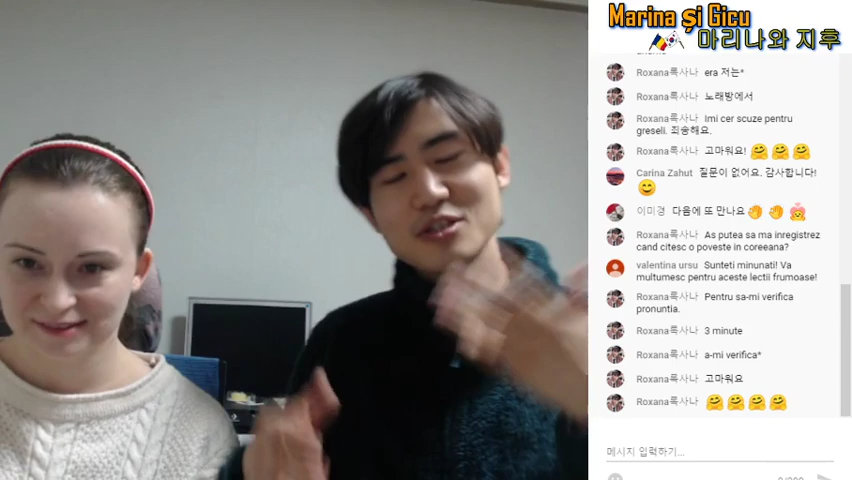 Marina și Gicu
마리나와 지후
Roxana록사나 era 저는*
Roxana록사나 노래방에서
Roxana록사나 Imi cer scuze pentru
greseli. 죄송해요.
Roxana록사나 고마워요! 🤗 🤗 🤗
Carina Zahut 질문이 없어요. 감사합니다!
😊
이미경 다음에 또 만나요
Roxana록사나 As putea sa ma inregistrez
cand citesc o poveste in coreeana?
valentina ursu Sunteti minunati! Va
multumesc pentru aceste lectii frumoase!
Roxana록사나 Pentru sa-mi verifica
pronuntia.
Roxana록사나 3 minute
Roxana록사나 a-mi verifica*
Roxana록사나 고마워요
Roxana록사나 🤗 🤗 🤗 🤗
메시지 입력하기...